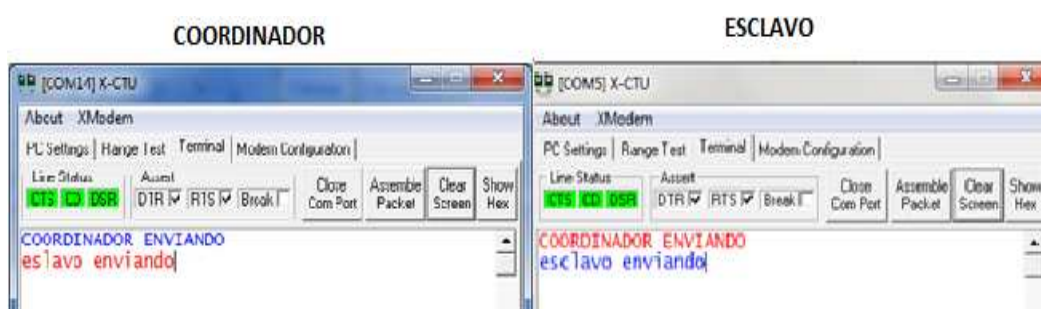 COORDINADOR
ESCLAVO
[COM14] X-CTU
About XModem
PC Settings Range Test Terminal Modem Configuration
Line Status Assert
CTS CD DSR DTR RTS Break
Close Com Port
Assemble Packet
Clear Screen
Show Hex
COORDINADOR ENVIANDO
eslavo enviando
[COM5] X-CTU
About XModem
PC Settings Range Test Terminal Modem Configuration
Line Status Assert
CTS CD DSR DTR RTS Break
Close Com Port
Assemble Packet
Clear Screen
Show Hex
COORDINADOR ENVIANDO
esclavo enviando